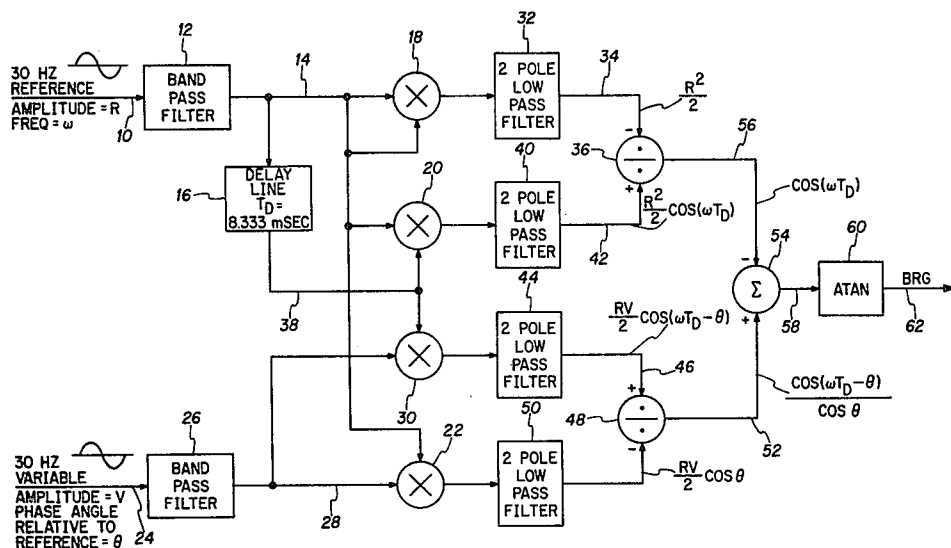 12
30 HZ
REFERENCE
AMPLITUDE = R
FREQ = ω
10
BAND
PASS
FILTER
14
16
DELAY
LINE
T_D =
8.333 mSEC
38
18
20
30
22
32
2 POLE
LOW
PASS
FILTER
34
R²/2
40
2 POLE
LOW
PASS
FILTER
42
R²/2 COS(ωT_D)
36
−
÷
+
56
COS(ωT_D)
44
2 POLE
LOW
PASS
FILTER
RV/2 COS(ωT_D − θ)
46
50
2 POLE
LOW
PASS
FILTER
RV/2 COS θ
48
+
÷
−
52
COS(ωT_D − θ)/COS θ
54
−
Σ
+
58
60
ATAN
BRG
62
26
30 HZ
VARIABLE
AMPLITUDE = V
PHASE ANGLE
RELATIVE TO
REFERENCE = θ
24
BAND
PASS
FILTER
28